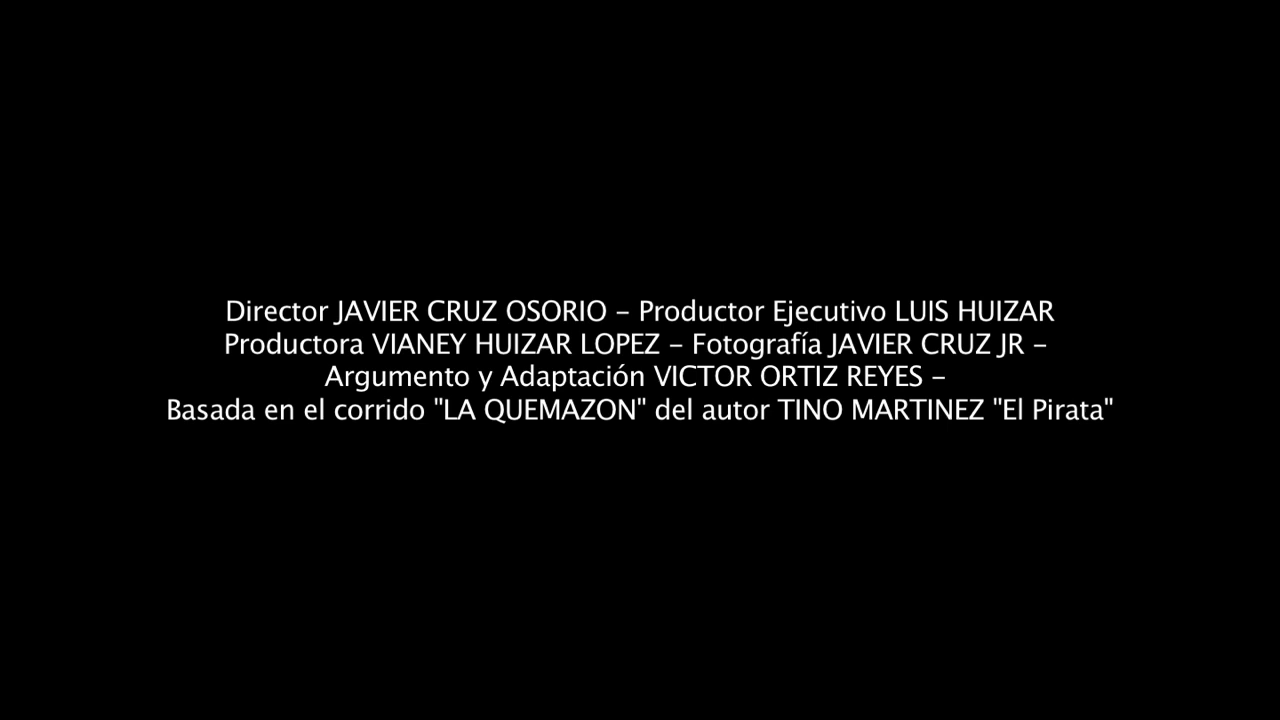 Director JAVIER CRUZ OSORIO – Productor Ejecutivo LUIS HUIZAR
Productora VIANEY HUIZAR LOPEZ – Fotografía JAVIER CRUZ JR –
Argumento y Adaptación VICTOR ORTIZ REYES –
Basada en el corrido "LA QUEMAZON" del autor TINO MARTINEZ "El Pirata"